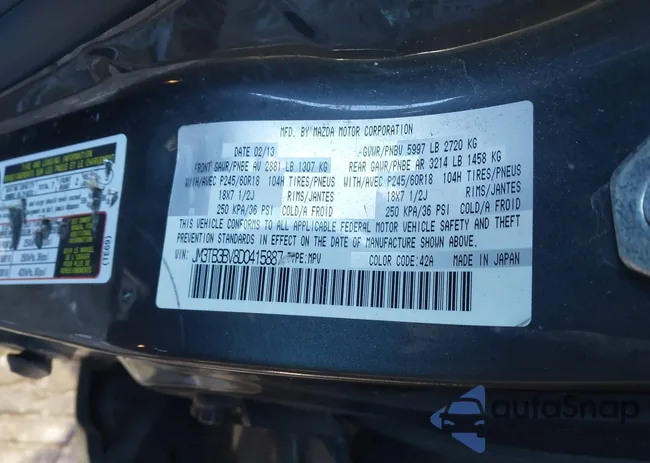 MFD. BY MAZDA MOTOR CORPORATION
DATE 02/13 GVWR/PNBV 5997 LB 2720 KG
FRONT GAWR/PNBE AV 2881 LB 1307 KG REAR GAWR/PNBE AR 3214 LB 1458 KG
WITH/AVEC P245/60R18 104H TIRES/PNEUS WITH/AVEC P245/60R18 104H TIRES/PNEUS
18X7 1/2J RIMS/JANTES 18X7 1/2J RIMS/JANTES
250 KPA/36 PSI COLD/A FROID 250 KPA/36 PSI COLD/A FROID
THIS VEHICLE CONFORMS TO ALL APPLICABLE FEDERAL MOTOR VEHICLE SAFETY AND THEFT
PREVENTION STANDARDS IN EFFECT ON THE DATE OF MANUFACTURE SHOWN ABOVE.
VIN: JM3TB3BV8D0415887 TYPE:MPV COLOR CODE:42A MADE IN JAPAN
(TE69)
autoSnap